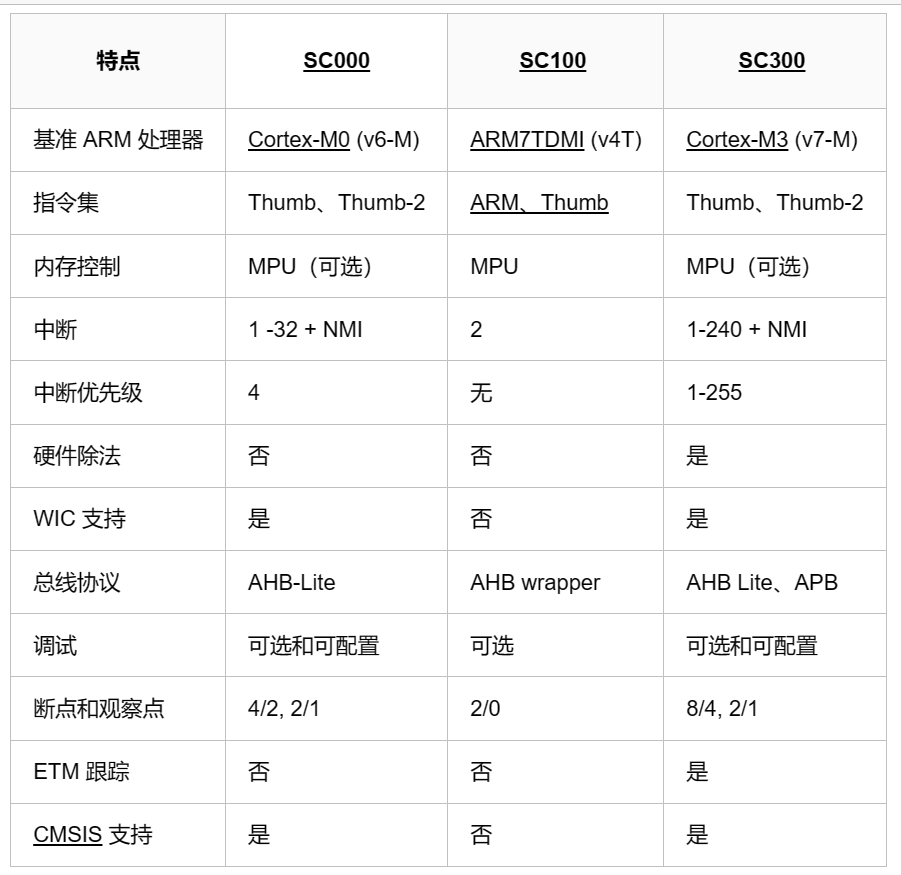 特点 SC000 SC100 SC300
基准 ARM 处理器 Cortex-M0 (v6-M) ARM7TDMI (v4T) Cortex-M3 (v7-M)
指令集 Thumb、Thumb-2 ARM、Thumb Thumb、Thumb-2
内存控制 MPU（可选） MPU MPU（可选）
中断 1 -32 + NMI 2 1-240 + NMI
中断优先级 4 无 1-255
硬件除法 否 否 是
WIC 支持 是 否 是
总线协议 AHB-Lite AHB wrapper AHB Lite、APB
调试 可选和可配置 可选 可选和可配置
断点和观察点 4/2, 2/1 2/0 8/4, 2/1
ETM 跟踪 否 否 是
CMSIS 支持 是 否 是